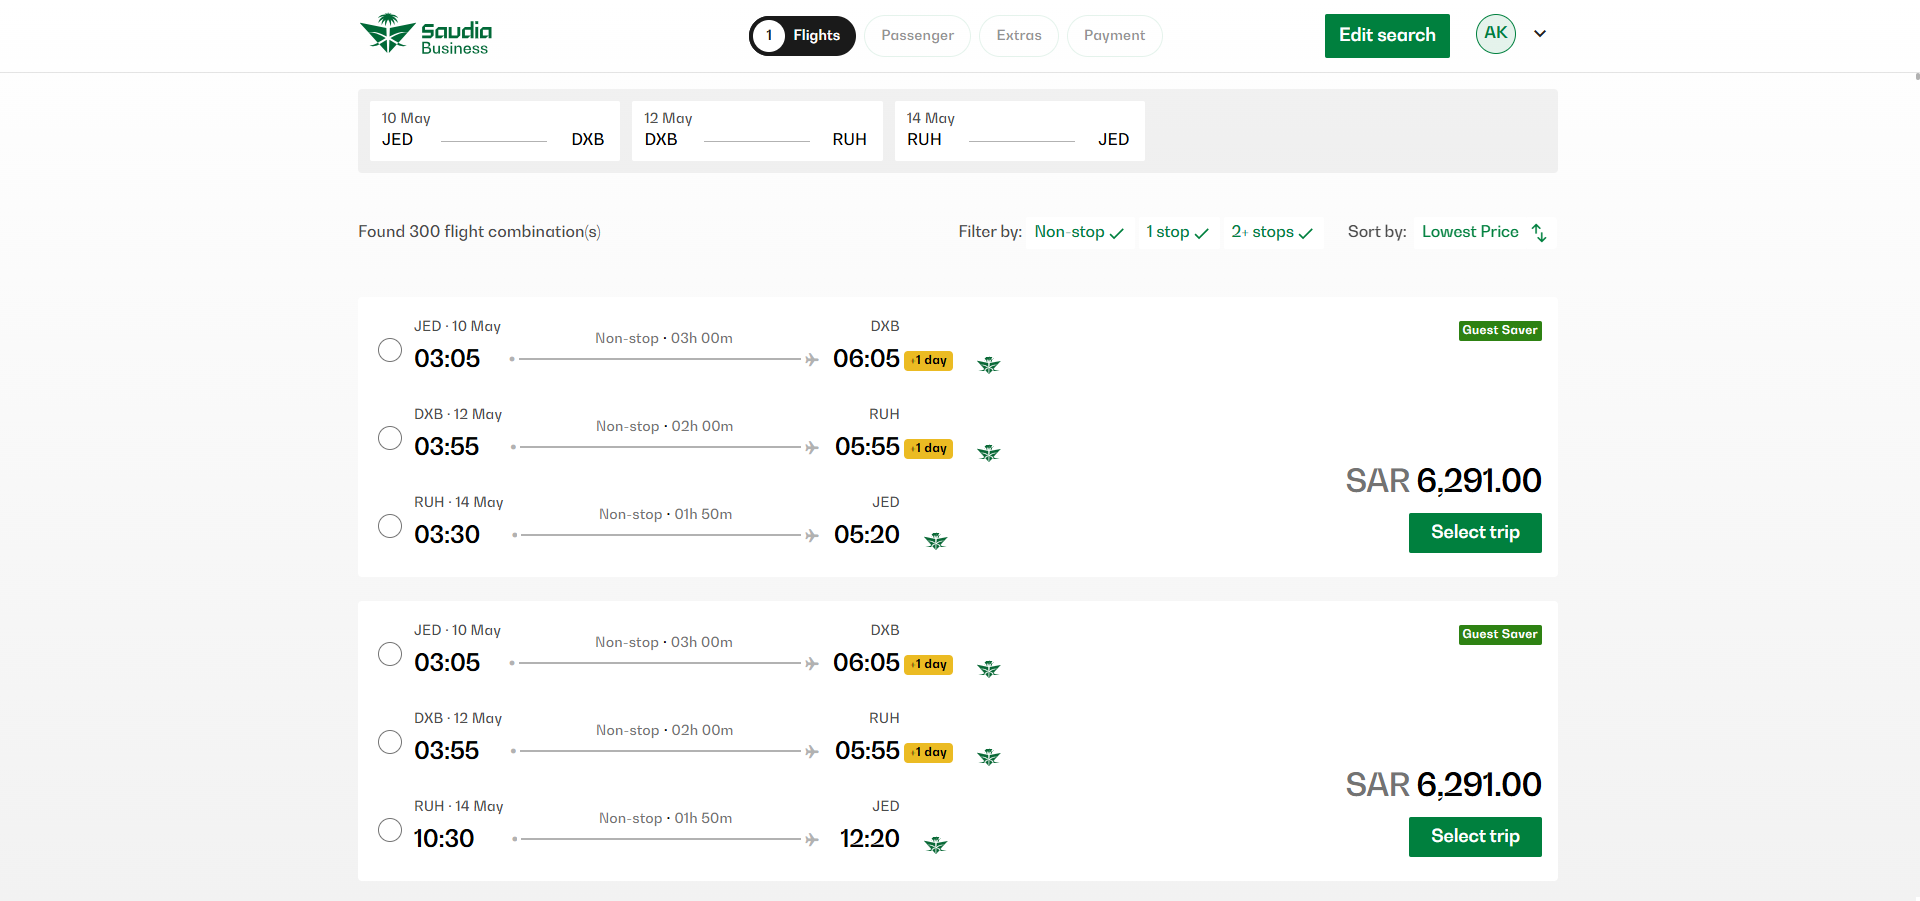 Saudia
Business
1 Flights
Passenger
Extras
Payment
Edit search
AK
10 May
JED DXB
12 May
DXB RUH
14 May
RUH JED
Found 300 flight combination(s)
Filter by: Non-stop 1 stop 2+ stops
Sort by: Lowest Price
JED · 10 May
Non-stop · 03h 00m
DXB
03:05
06:05 +1 day
Guest Saver
DXB · 12 May
Non-stop · 02h 00m
RUH
03:55
05:55 +1 day
RUH · 14 May
Non-stop · 01h 50m
JED
03:30
05:20
SAR 6,291.00
Select trip
JED · 10 May
Non-stop · 03h 00m
DXB
03:05
06:05 +1 day
Guest Saver
DXB · 12 May
Non-stop · 02h 00m
RUH
03:55
05:55 +1 day
RUH · 14 May
Non-stop · 01h 50m
JED
10:30
12:20
SAR 6,291.00
Select trip